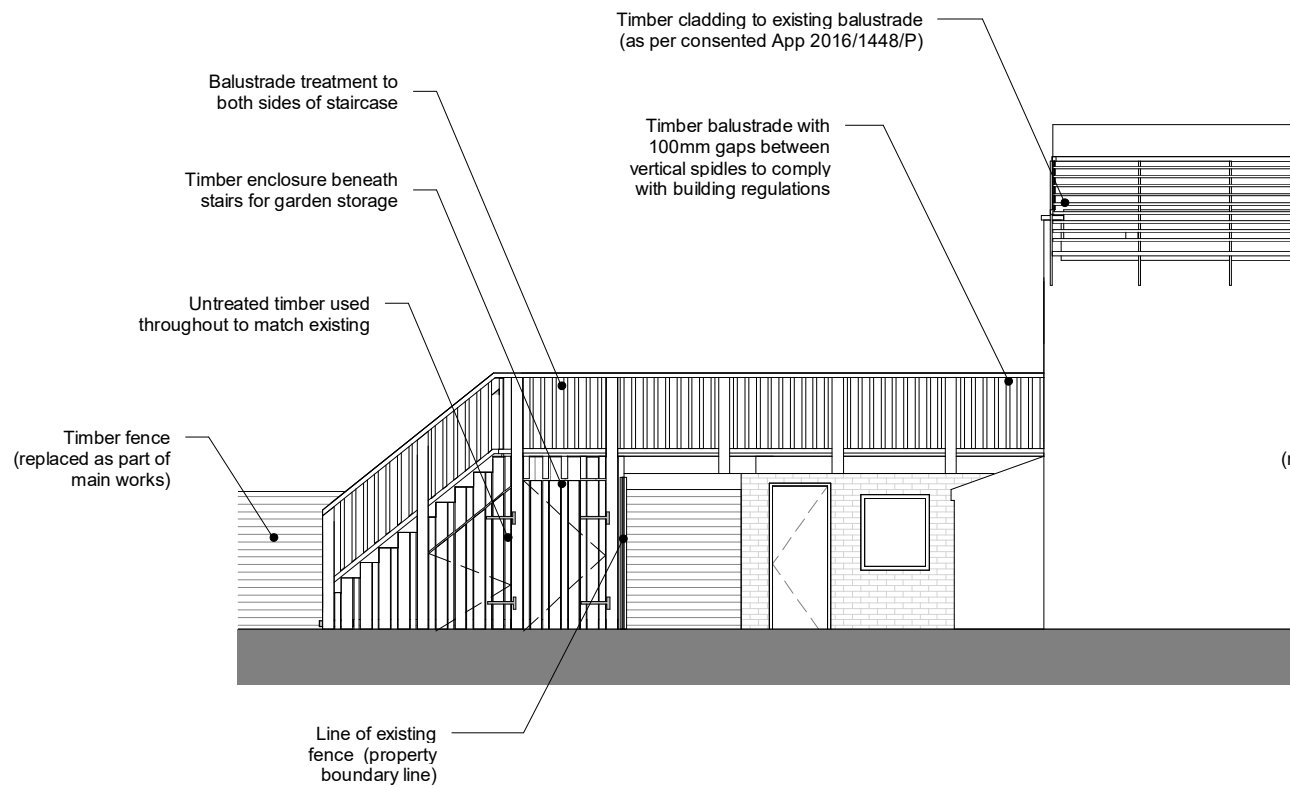 Timber cladding to existing balustrade
(as per consented App 2016/1448/P)
Balustrade treatment to
both sides of staircase
Timber balustrade with
100mm gaps between
vertical spidles to comply
with building regulations
Timber enclosure beneath
stairs for garden storage
Untreated timber used
throughout to match existing
Timber fence
(replaced as part of
main works)
Line of existing
fence (property
boundary line)